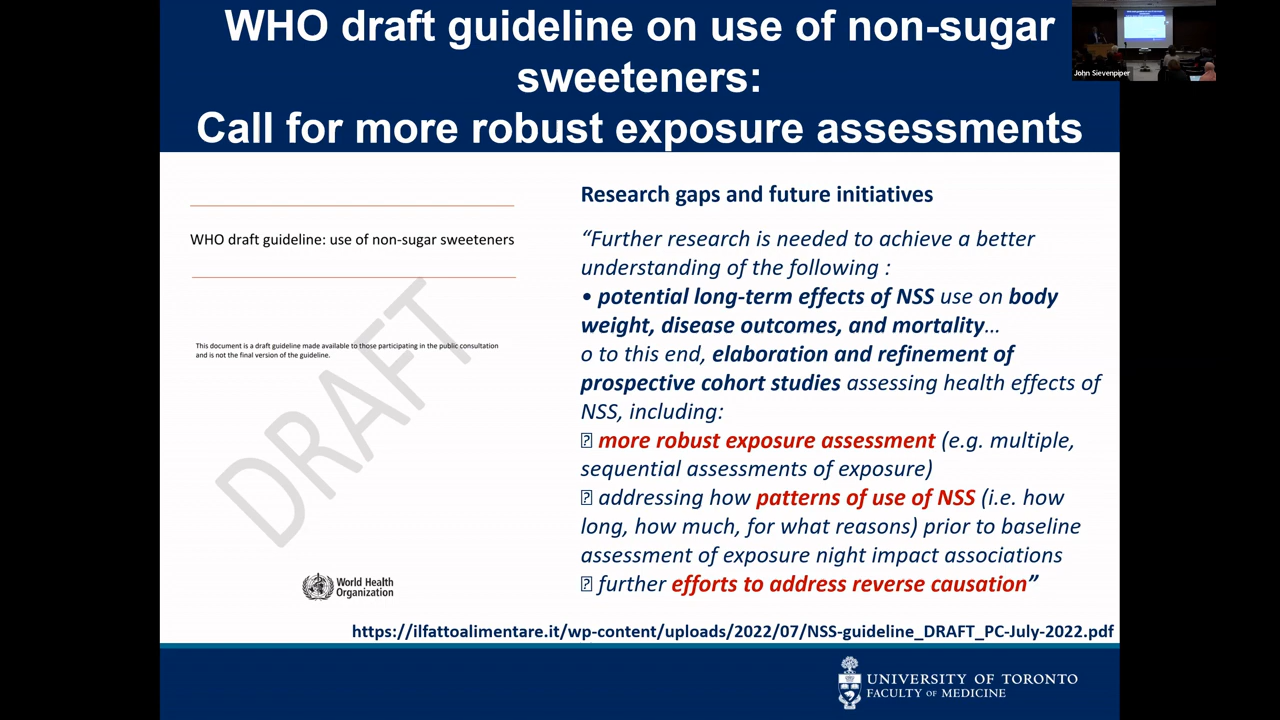 WHO draft guideline on use of non-sugar
sweeteners:
Call for more robust exposure assessments
John Sievenpiper
WHO draft guideline: use of non-sugar sweeteners
This document is a draft guideline made available to those participating in the public consultation
and is not the final version of the guideline.
DRAFT
World Health
Organization
Research gaps and future initiatives
“Further research is needed to achieve a better
understanding of the following :
• potential long-term effects of NSS use on body
weight, disease outcomes, and mortality…
o to this end, elaboration and refinement of
prospective cohort studies assessing health effects of
NSS, including:
more robust exposure assessment (e.g. multiple,
sequential assessments of exposure)
addressing how patterns of use of NSS (i.e. how
long, how much, for what reasons) prior to baseline
assessment of exposure night impact associations
further efforts to address reverse causation”
https://ilfattoalimentare.it/wp-content/uploads/2022/07/NSS-guideline_DRAFT_PC-July-2022.pdf
UNIVERSITY OF TORONTO
FACULTY OF MEDICINE